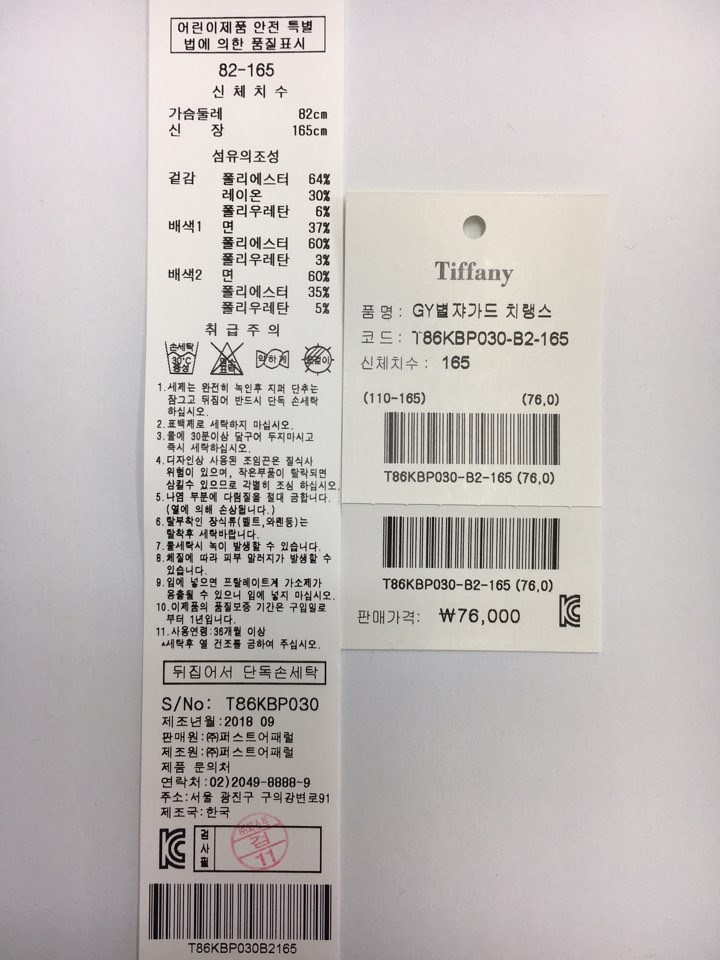 어린이제품 안전 특별
법에 의한 품질표시
82-165
신 체 치 수
가슴둘레 82cm
신 장 165cm
섬유의조성
겉감 폴리에스터 64%
레이온 30%
폴리우레탄 6%
배색1 면 37%
폴리에스터 60%
폴리우레탄 3%
배색2 면 60%
폴리에스터 35%
폴리우레탄 5%
취 급 주 의
손세탁
30℃
중성
약하게
1.세제는 완전히 녹인후 지퍼 단추는
잠그고 뒤짚어 반드시 단독 손세탁
하십시오.
2.표백제로 세탁하지 마십시오.
3.물에 30분이상 담구어 두지마시고
즉시 세탁하십시오.
4.디자인상 사용된 조임끈은 질식사
위험이 있으며, 작은부품이 탈락되면
삼킬수 있으므로 각별히 조심 하십시오.
5.나염 부분에 다림질을 절대 금합니다.
(열에 의해 손상됩니다.)
6.탈부착인 장식류(벨트,와펜등)는
탈착후 세탁바랍니다.
7.물세탁시 녹이 발생할 수 있습니다.
8.체질에 따라 피부 알러지가 발생할 수
있습니다.
9.입에 넣으면 프탈레이트계 가소제가
용출될 수 있으니 입에 넣지 마십시오.
10.이제품의 품질보증 기간은 구입일로
부터 1년입니다.
11.사용연령:36개월 이상
*세탁후 열 건조를 금하여 주십시오.
뒤집어서 단독손세탁
S/No: T86KBP030
제조년월:2018 09
판매원:㈜퍼스트어패럴
제조원:㈜퍼스트어패럴
제품 문의처
연락처:02)2049-8888~9
주소:서울 광진구 구의강변로91
제조국:한국
검사필
검
11
T86KBP030B2165
Tiffany
품 명: GY별쟈가드 치랭스
코 드: T86KBP030-B2-165
신체치수: 165
(110-165) (76,0)
T86KBP030-B2-165 (76,0)
T86KBP030-B2-165 (76,0)
판매가격: ₩76,000